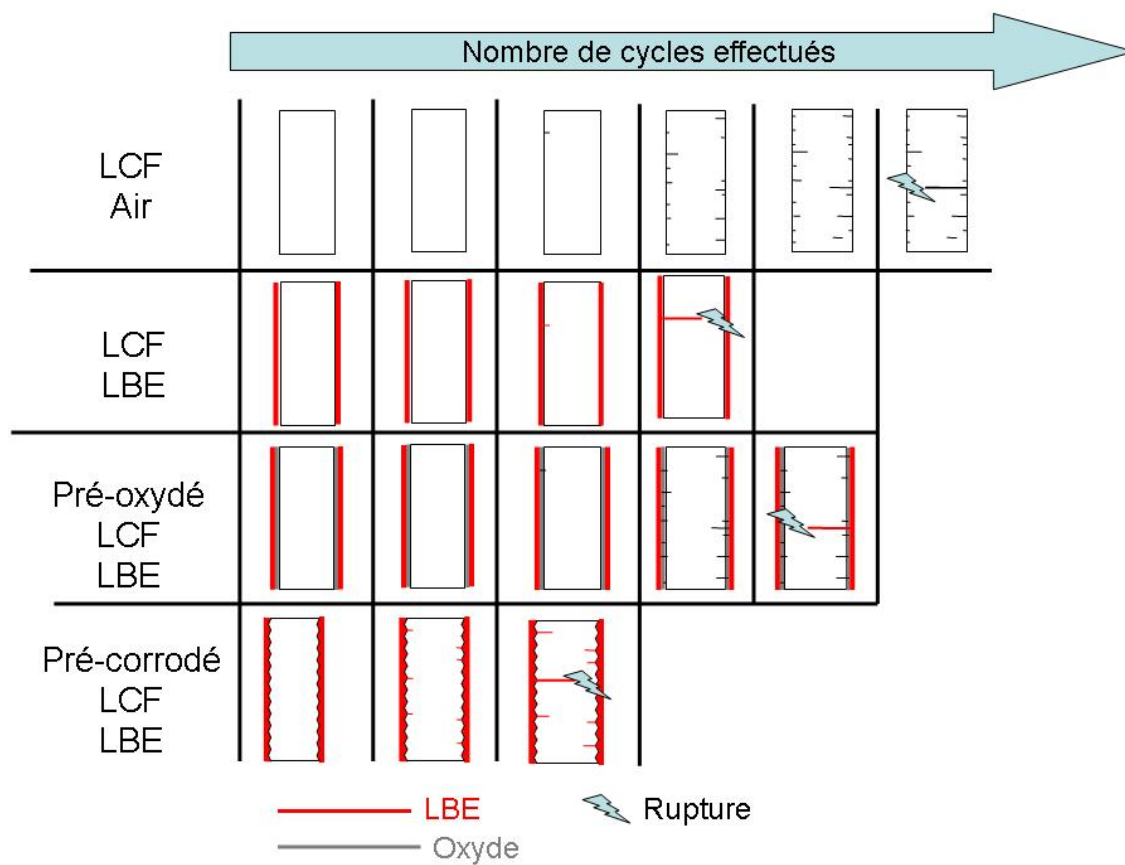 Nombre de cycles effectués
LCF
Air
LCF
LBE
Pré-oxydé
LCF
LBE
Pré-corrodé
LCF
LBE
LBE
Rupture
Oxyde